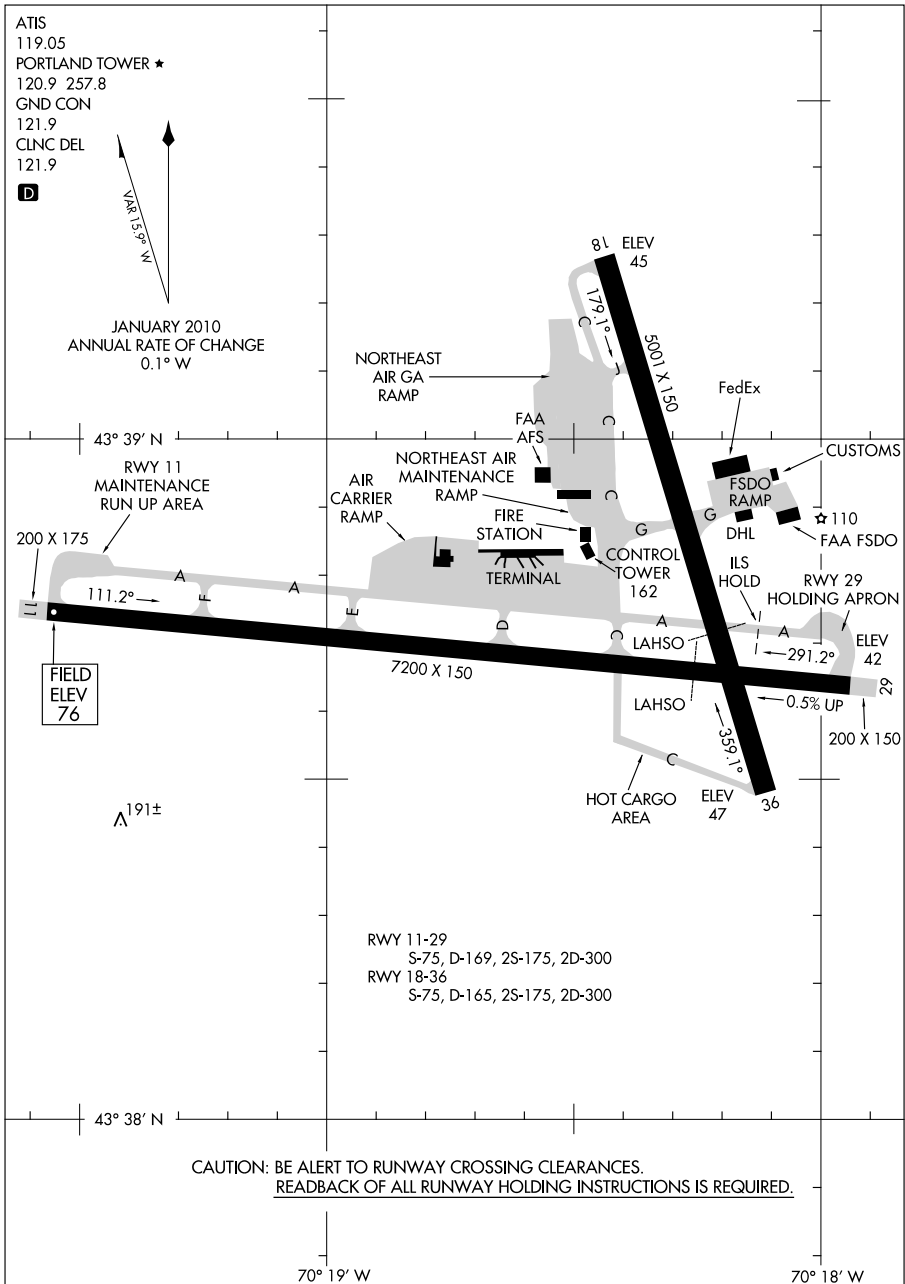 ATIS
119.05
PORTLAND TOWER ★
120.9 257.8
GND CON
121.9
CLNC DEL
121.9
D
VAR 15.9° W
JANUARY 2010
ANNUAL RATE OF CHANGE
0.1° W
18
ELEV
45
179.1°
C
J
5001 X 150
NORTHEAST
AIR GA
RAMP
C
FedEx
43° 39' N
FAA
AFS
CUSTOMS
RWY 11
MAINTENANCE
RUN UP AREA
AIR
CARRIER
RAMP
NORTHEAST AIR
MAINTENANCE
RAMP
C
FSDO
RAMP
110
200 X 175
FIRE
STATION
G
G
DHL
FAA FSDO
TERMINAL
CONTROL
TOWER
162
ILS
HOLD
RWY 29
HOLDING APRON
A
A
111.2°
F
E
D
C
A
A
11
LAHSO
291.2°
ELEV
42
29
7200 X 150
FIELD
ELEV
76
LAHSO
0.5% UP
200 X 150
359.1°
C
HOT CARGO
AREA
ELEV
47
36
191±
RWY 11-29
S-75, D-169, 2S-175, 2D-300
RWY 18-36
S-75, D-165, 2S-175, 2D-300
43° 38' N
CAUTION: BE ALERT TO RUNWAY CROSSING CLEARANCES.
READBACK OF ALL RUNWAY HOLDING INSTRUCTIONS IS REQUIRED.
70° 19' W
70° 18' W